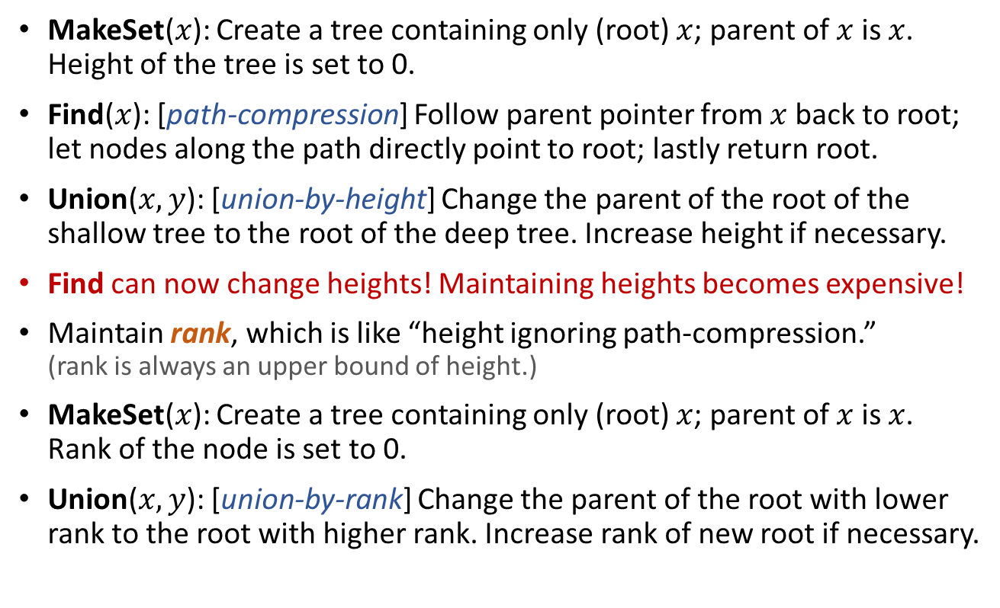 • MakeSet(x): Create a tree containing only (root) x; parent of x is x.
Height of the tree is set to 0.
• Find(x): [path-compression] Follow parent pointer from x back to root;
let nodes along the path directly point to root; lastly return root.
• Union(x, y): [union-by-height] Change the parent of the root of the
shallow tree to the root of the deep tree. Increase height if necessary.
• Find can now change heights! Maintaining heights becomes expensive!
• Maintain rank, which is like “height ignoring path-compression.”
(rank is always an upper bound of height.)
• MakeSet(x): Create a tree containing only (root) x; parent of x is x.
Rank of the node is set to 0.
• Union(x, y): [union-by-rank] Change the parent of the root with lower
rank to the root with higher rank. Increase rank of new root if necessary.